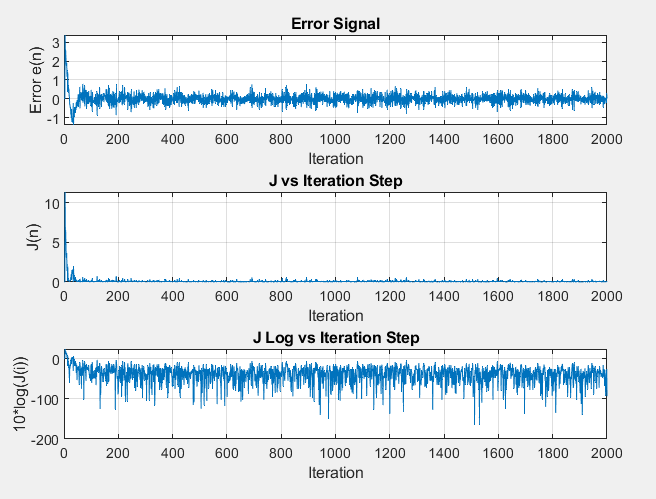 Error Signal
3
2
1
0
-1
Error e(n)
0 200 400 600 800 1000 1200 1400 1600 1800 2000
Iteration
J vs Iteration Step
10
5
0
J(n)
0 200 400 600 800 1000 1200 1400 1600 1800 2000
Iteration
J Log vs Iteration Step
0
-100
-200
10*log(J(i))
0 200 400 600 800 1000 1200 1400 1600 1800 2000
Iteration